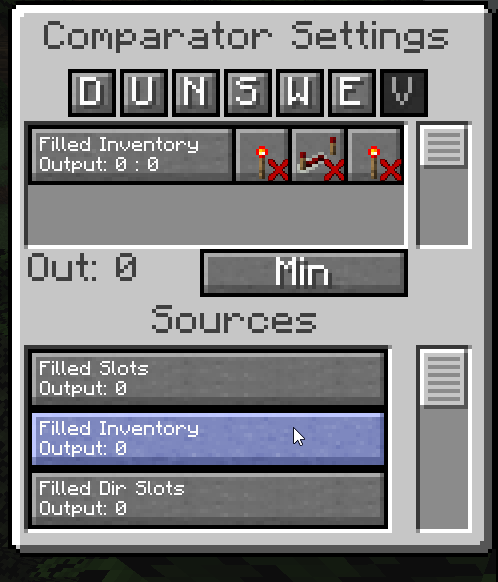 Comparator Settings
D U N S W E V
Filled Inventory
Output: 0 : 0
Out: 0
Min
Sources
Filled Slots
Output: 0
Filled Inventory
Output: 0
Filled Dir Slots
Output: 0